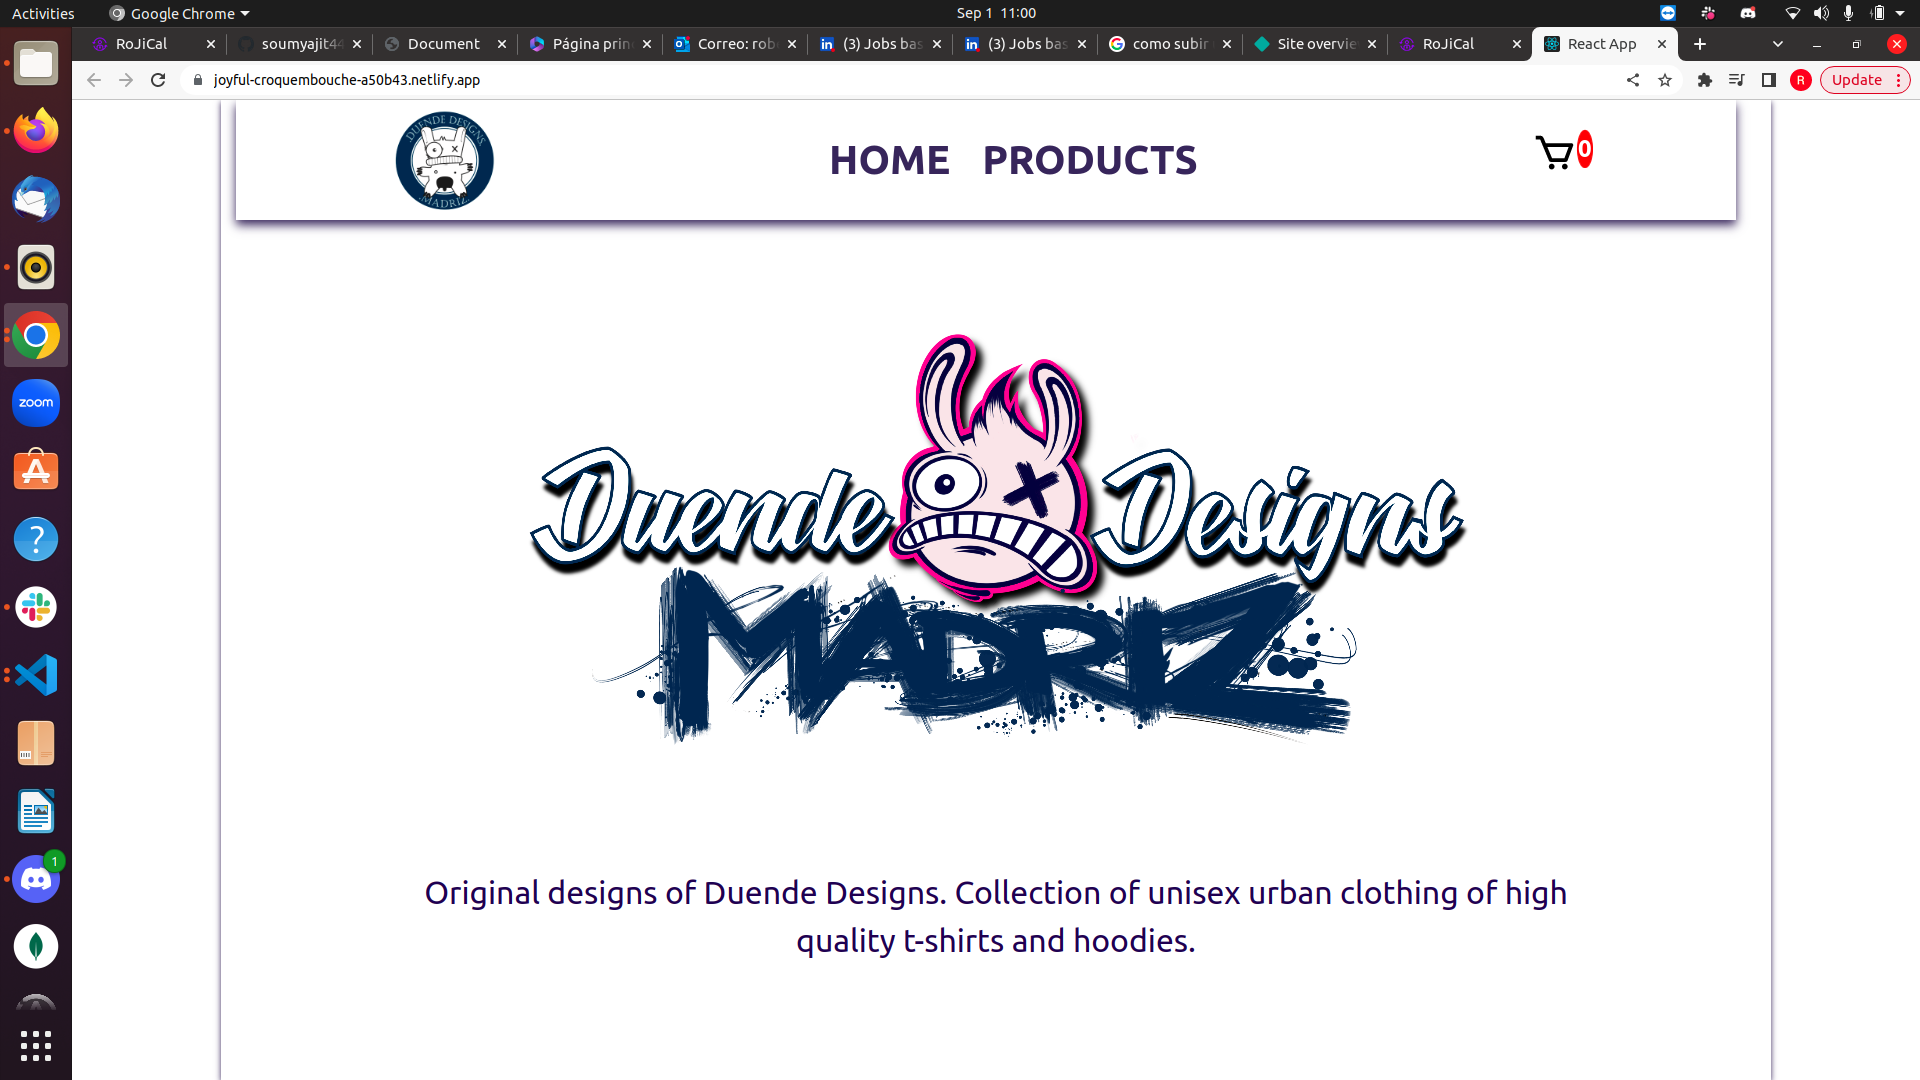 Activities
Google Chrome
Sep 1 11:00
RoJiCal
soumyajit44
Document
Página prin
Correo: rob
(3) Jobs bas
(3) Jobs bas
como subir
Site overvie
RoJiCal
React App
joyful-croquembouche-a50b43.netlify.app
R
Update
DUENDE DESIGNS
.MADRIZ.
HOME
PRODUCTS
0
zoom
Duende Designs
MADRIZ
1
Original designs of Duende Designs. Collection of unisex urban clothing of high
quality t-shirts and hoodies.